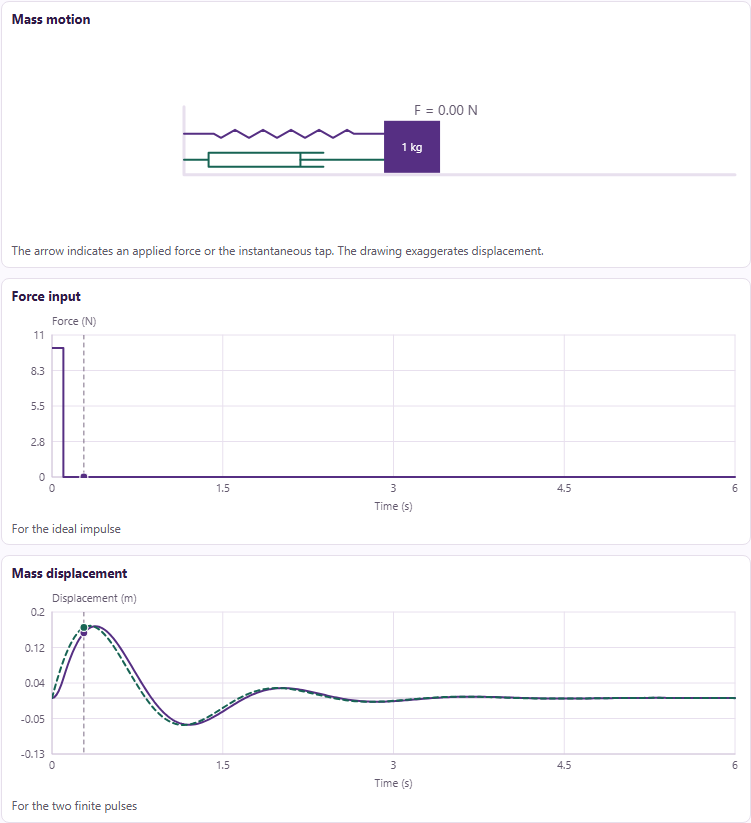 Mass motion
F = 0.00 N
1 kg
The arrow indicates an applied force or the instantaneous tap. The drawing exaggerates displacement.
Force input
Force (N)
11
8.3
5.5
2.8
0
0 1.5 3 4.5 6
Time (s)
For the ideal impulse
Mass displacement
Displacement (m)
0.2
0.12
0.04
-0.05
-0.13
0 1.5 3 4.5 6
Time (s)
For the two finite pulses